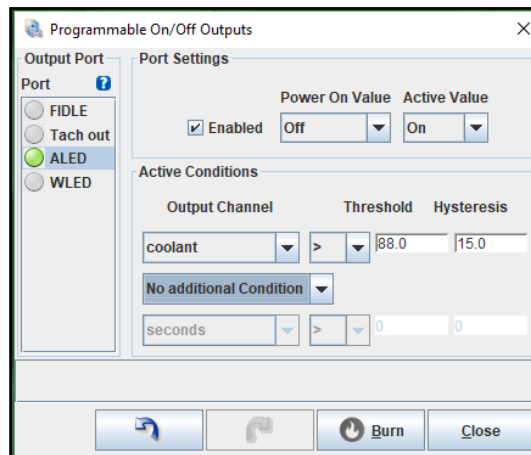 Programmable On/Off Outputs
Output Port
Port
FIDLE
Tach out
ALED
WLED
Port Settings
Power On Value Active Value
Enabled Off On
Active Conditions
Output Channel Threshold Hysteresis
coolant > 88.0 15.0
No additional Condition
seconds > 0 0
Burn Close